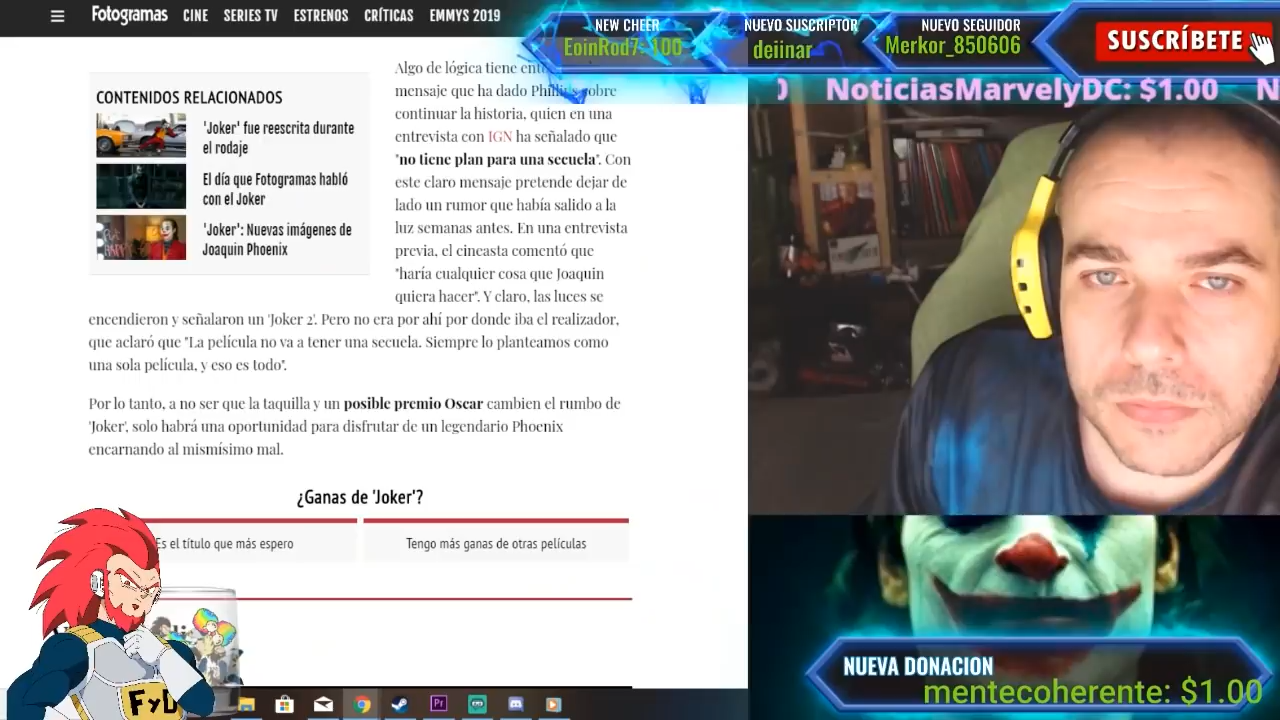 Fotogramas CINE SERIES TV ESTRENOS CRÍTICAS EMMYS 2019
NEW CHEER
EoinRod7: 100
NUEVO SUSCRIPTOR
deiinar
NUEVO SEGUIDOR
Merkor_850606
SUSCRÍBETE
NoticiasMarvelyDC: $1.00
CONTENIDOS RELACIONADOS
'Joker' fue reescrita durante
el rodaje
El día que Fotogramas habló
con el Joker
'Joker': Nuevas imágenes de
Joaquin Phoenix
Algo de lógica tiene
mensaje que ha dado Phillips sobre
continuar la historia, quien en una
entrevista con IGN ha señalado que
"no tiene plan para una secuela". Con
este claro mensaje pretende dejar de
lado un rumor que había salido a la
luz semanas antes. En una entrevista
previa, el cineasta comentó que
"haría cualquier cosa que Joaquin
quiera hacer". Y claro, las luces se
encendieron y señalaron un 'Joker 2'. Pero no era por ahí por donde iba el realizador,
que aclaró que "La película no va a tener una secuela. Siempre lo planteamos como
una sola película, y eso es todo".
Por lo tanto, a no ser que la taquilla y un posible premio Oscar cambien el rumbo de
'Joker', solo habrá una oportunidad para disfrutar de un legendario Phoenix
encarnando al mismísimo mal.
¿Ganas de 'Joker'?
Es el título que más espero
Tengo más ganas de otras películas
FyD
NUEVA DONACION
mentecoherente: $1.00